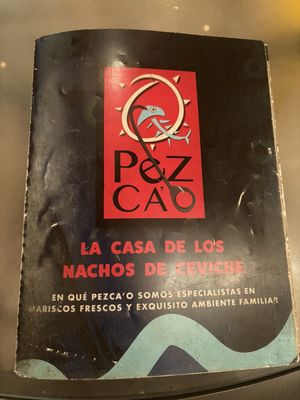 PEZ
CA'O
LA CASA DE LOS
NACHOS DE CEVICHE
EN QUÉ PEZCA'O SOMOS ESPECIALISTAS EN
MARISCOS FRESCOS Y EXQUISITO AMBIENTE FAMILIAR